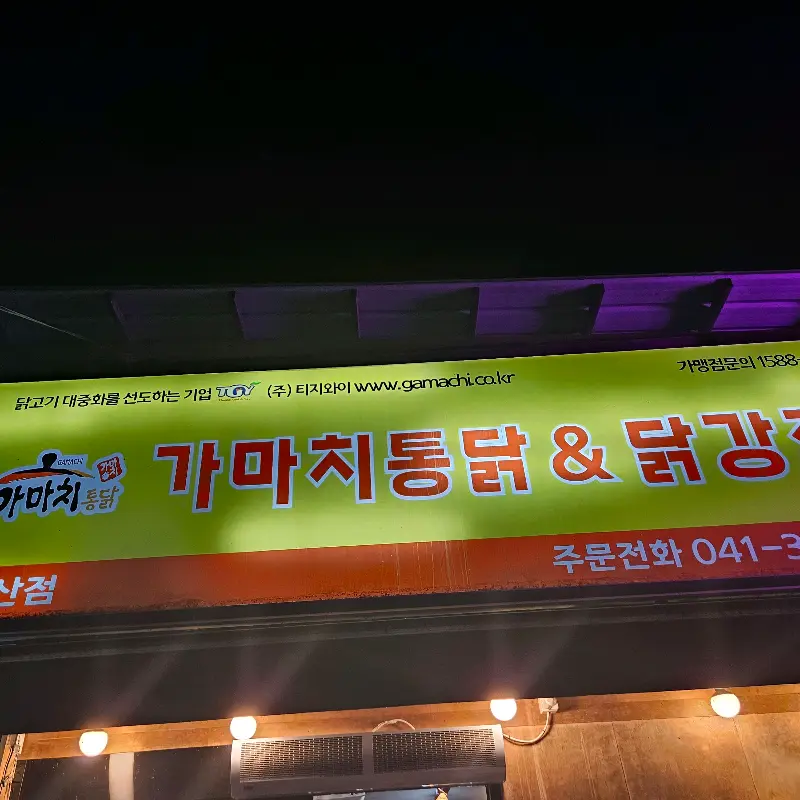 닭고기 대중화를 선도하는 기업 TGY (주) 티지와이 www.gamachi.co.kr
가맹점문의 1588-
GAMACHI
가마치통닭
가마치통닭 & 닭강
산점
주문전화 041-3